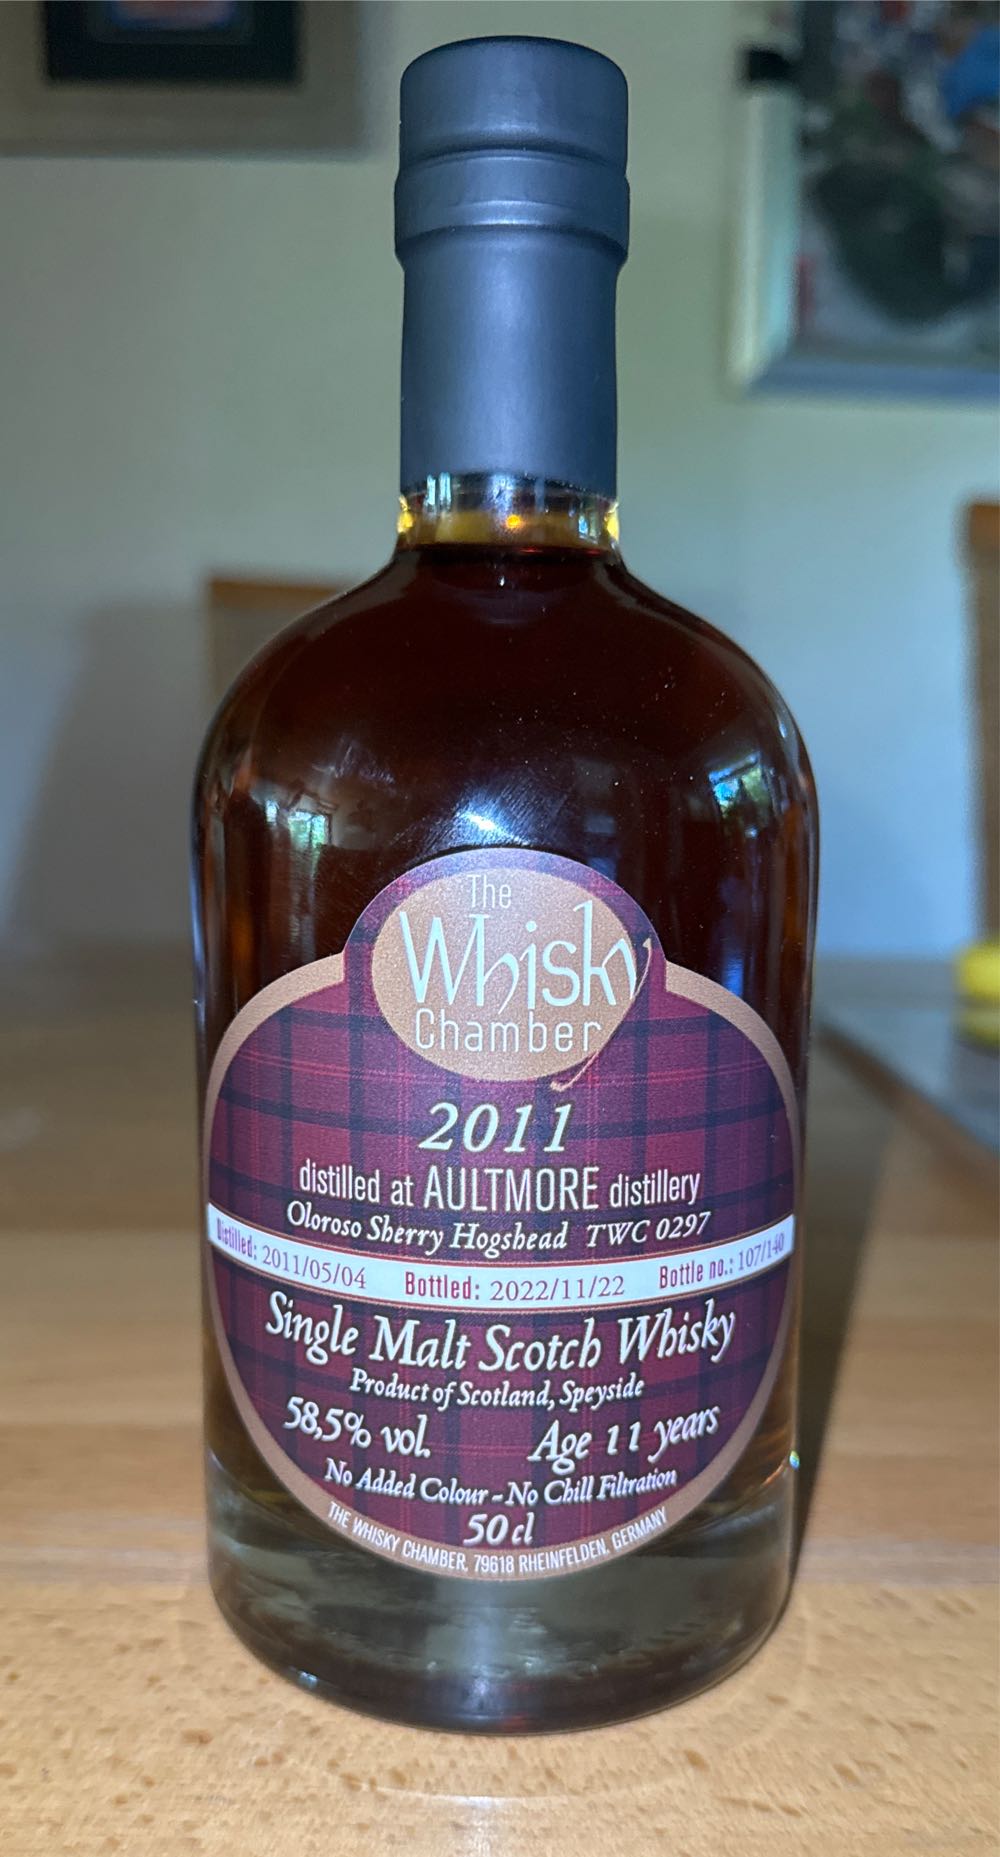 The
Whisky
Chamber
2011
distilled at AULTMORE distillery
Oloroso Sherry Hogshead TWC 0297
Distilled: 2011/05/04 Bottled: 2022/11/22 Bottle no.: 107/140
Single Malt Scotch Whisky
Product of Scotland, Speyside
58,5% vol. Age 11 years
No Added Colour - No Chill Filtration
50 cl
THE WHISKY CHAMBER, 79618 RHEINFELDEN, GERMANY